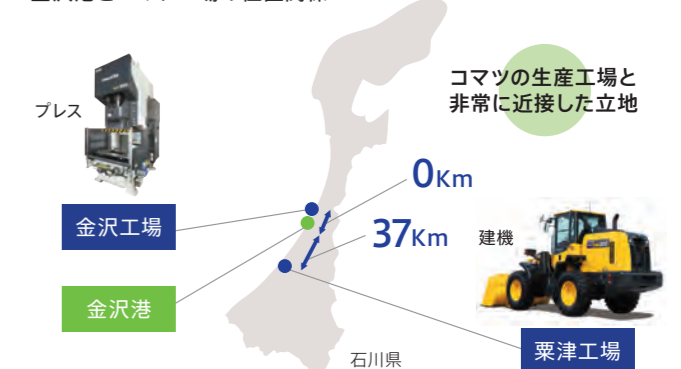 コマツの生産工場と
非常に近接した立地
プレス
0Km
金沢工場
37Km
建機
金沢港
粟津工場
石川県